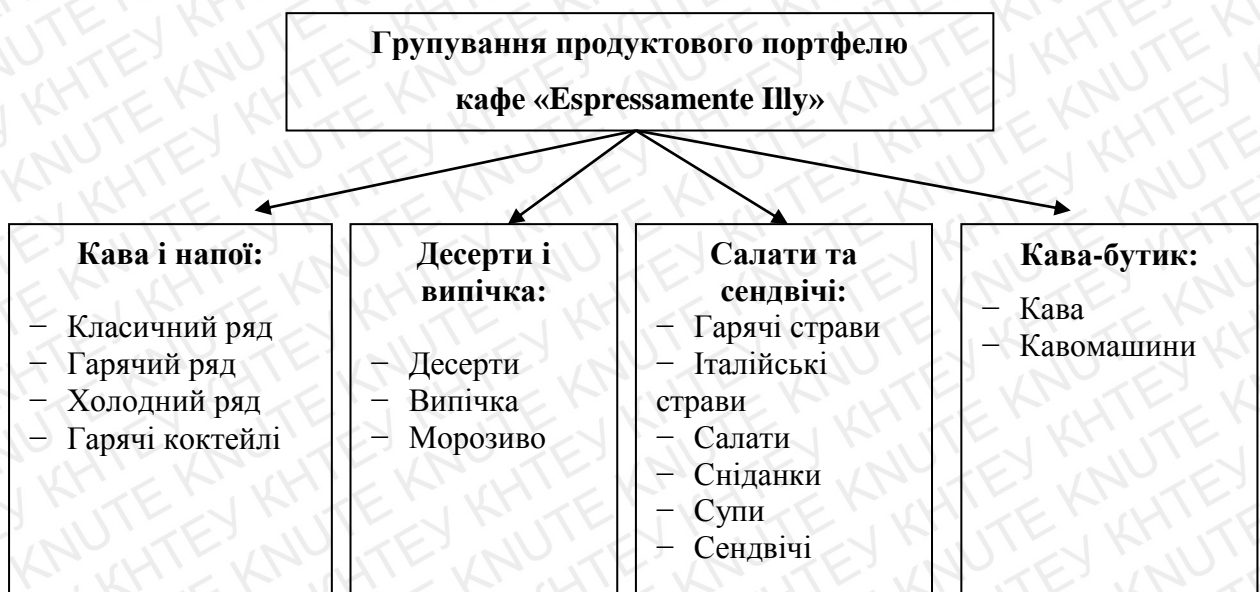 Групування продуктового портфелю
кафе «Espressamente Illy»
Кава і напої:
− Класичний ряд
− Гарячий ряд
− Холодний ряд
− Гарячі коктейлі
Десерти і
випічка:
− Десерти
− Випічка
− Морозиво
Салати та
сендвічі:
− Гарячі страви
− Італійські
страви
− Салати
− Сніданки
− Супи
− Сендвічі
Кава-бутик:
− Кава
− Кавомашини